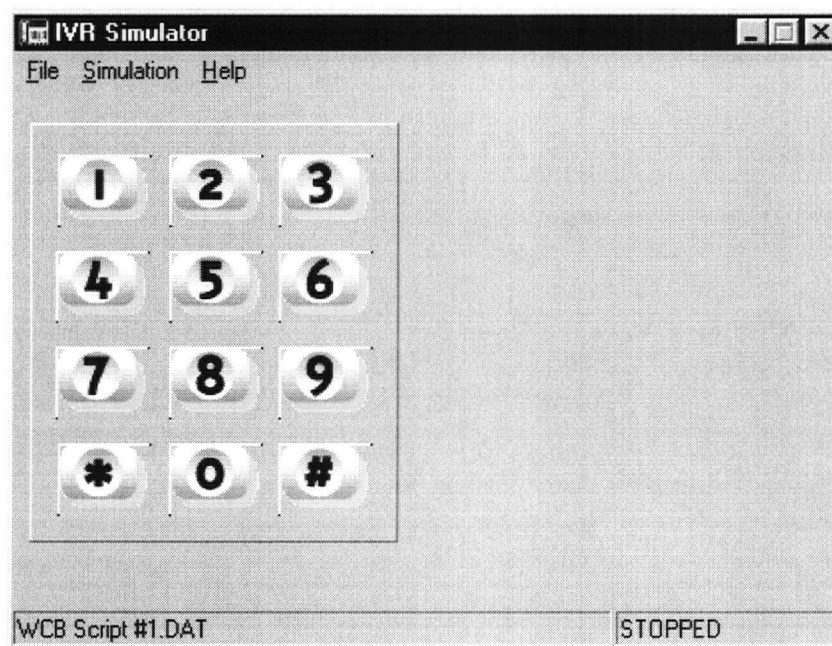 IVR Simulator
File Simulation Help
1 2 3
4 5 6
7 8 9
* 0 #
WCB Script #1.DAT STOPPED